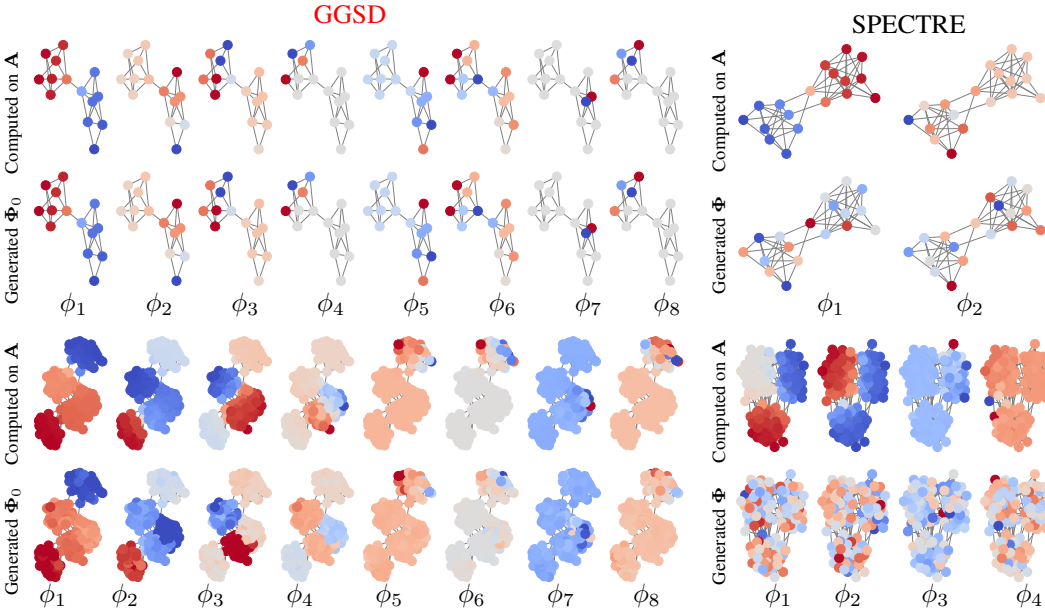 GGSD
SPECTRE
Computed on A
Generated Φ₀
ϕ₁ ϕ₂ ϕ₃ ϕ₄ ϕ₅ ϕ₆ ϕ₇ ϕ₈
Computed on A
Generated Φ
ϕ₁ ϕ₂
Computed on A
Generated Φ₀
ϕ₁ ϕ₂ ϕ₃ ϕ₄ ϕ₅ ϕ₆ ϕ₇ ϕ₈
Computed on A
Generated Φ
ϕ₁ ϕ₂ ϕ₃ ϕ₄